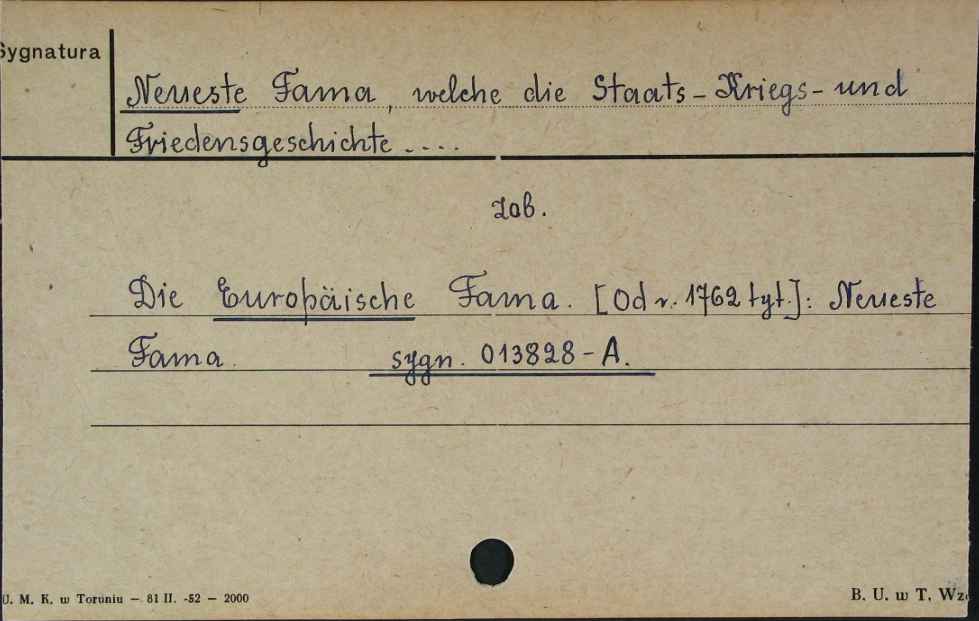 Sygnatura
Neueste Fama, welche die Staats-Kriegs- und
Friedensgeschichte ....
zob.
Die Europäische Fama. [Od r. 1762 tyt.]: Neueste
Fama. sygn. 013828-A.
U. M. K. w Toruniu — 81 II. -52 — 2000
B. U. w T. Wz